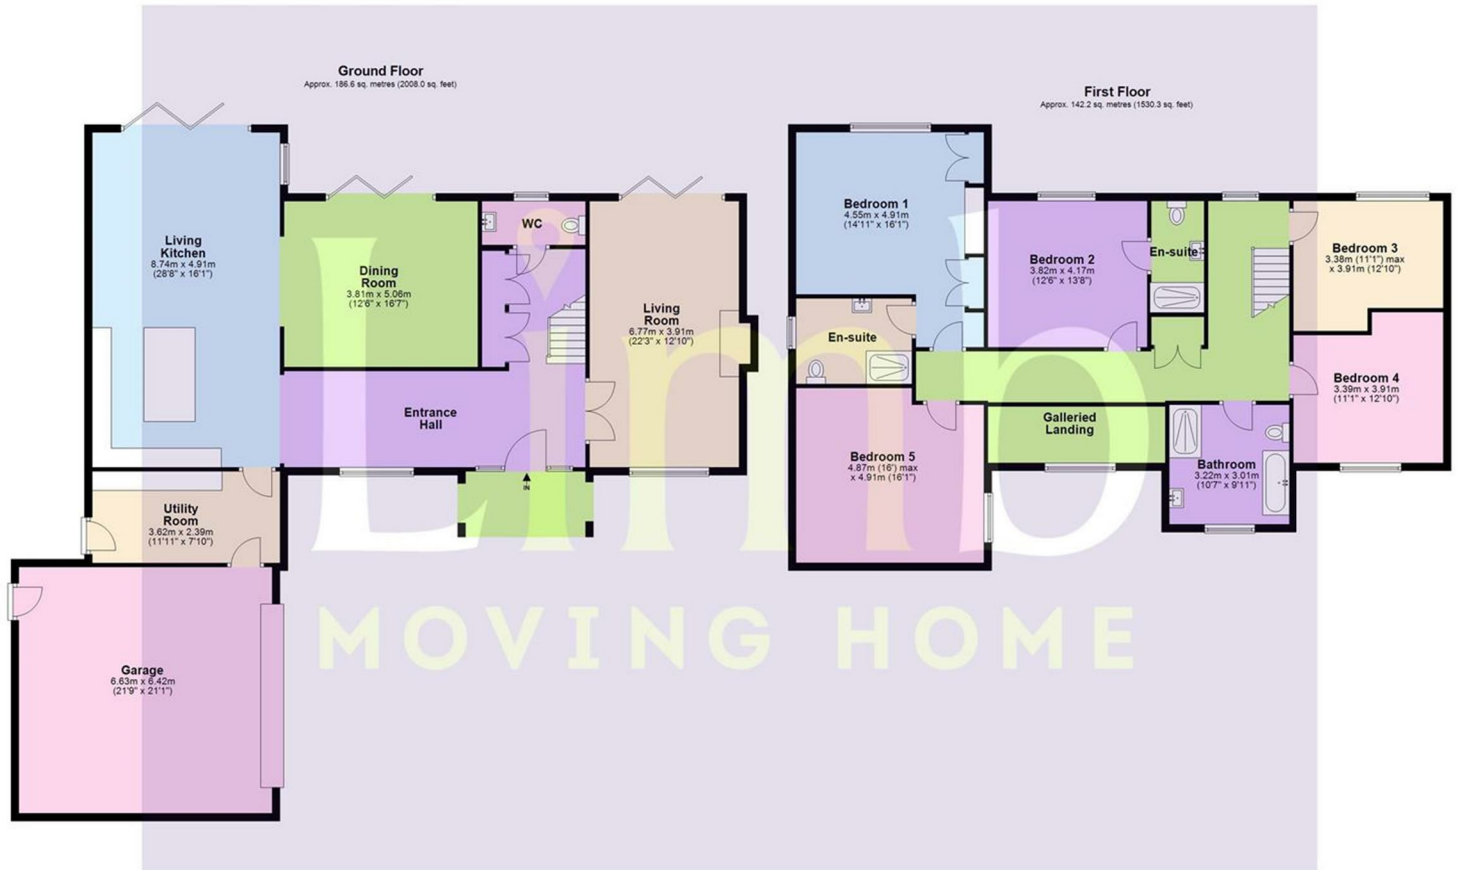 Ground Floor
Approx. 186.6 sq. metres (2008.0 sq. feet)
Living
Kitchen
8.74m x 4.91m
(28'8" x 16'1")
Dining
Room
3.81m x 5.06m
(12'6" x 16'7")
WC
Living
Room
6.77m x 3.91m
(22'3" x 12'10")
Entrance
Hall
IN
Utility
Room
3.62m x 2.39m
(11'11" x 7'10")
Garage
6.63m x 6.42m
(21'9" x 21'1")
First Floor
Approx. 142.2 sq. metres (1530.3 sq. feet)
Bedroom 1
4.55m x 4.91m
(14'11" x 16'1")
Bedroom 2
3.82m x 4.17m
(12'6" x 13'8")
En-suite
Bedroom 3
3.38m (11'1") max
x 3.91m (12'10")
En-suite
Bedroom 4
3.39m x 3.91m
(11'1" x 12'10")
Galleried
Landing
Bedroom 5
4.87m (16') max
x 4.91m (16'1")
Bathroom
3.22m x 3.01m
(10'7" x 9'11")
Limb
MOVING HOME